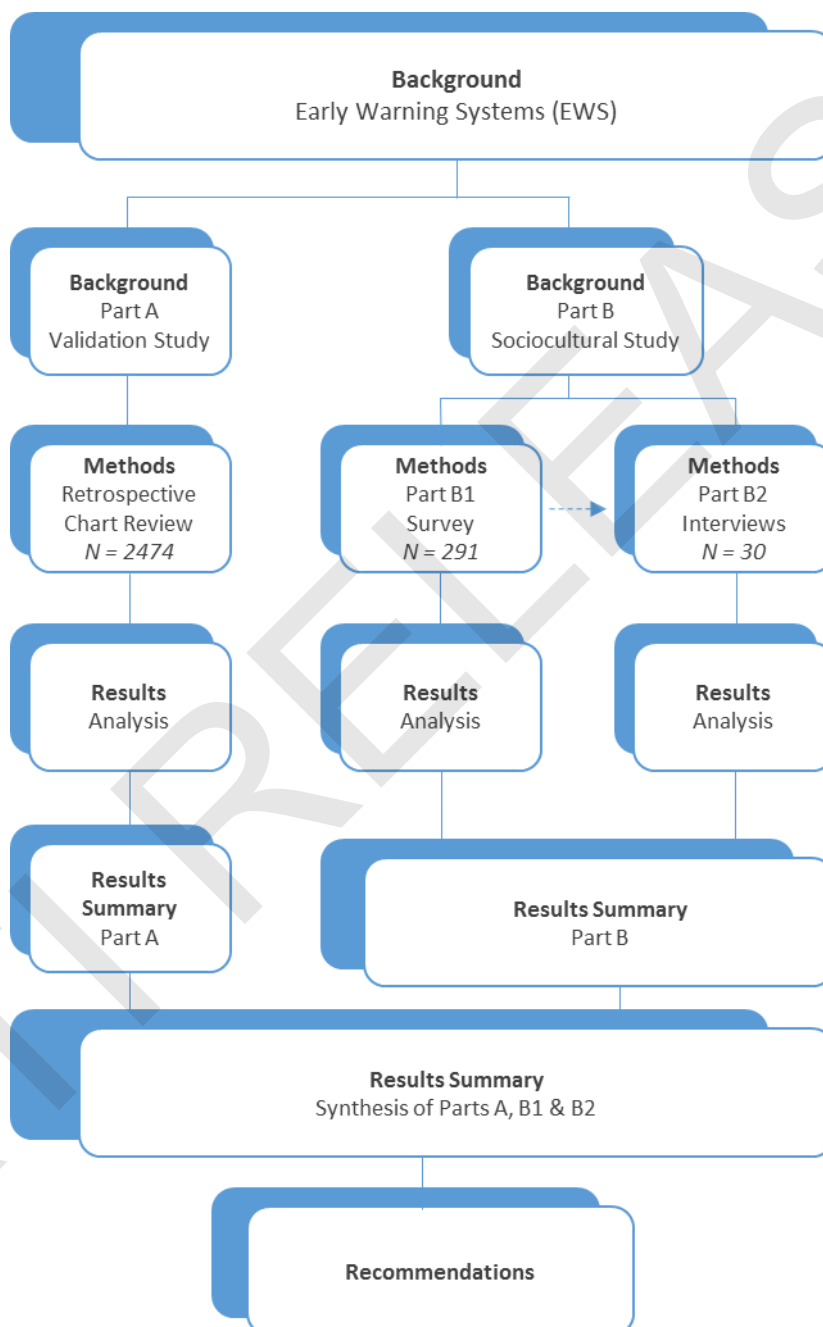 Background
Early Warning Systems (EWS)
Background
Part A
Validation Study
Background
Part B
Sociocultural Study
Methods
Retrospective
Chart Review
N = 2474
Methods
Part B1
Survey
N = 291
Methods
Part B2
Interviews
N = 30
Results
Analysis
Results
Analysis
Results
Analysis
Results
Summary
Part A
Results Summary
Part B
Results Summary
Synthesis of Parts A, B1 & B2
Recommendations